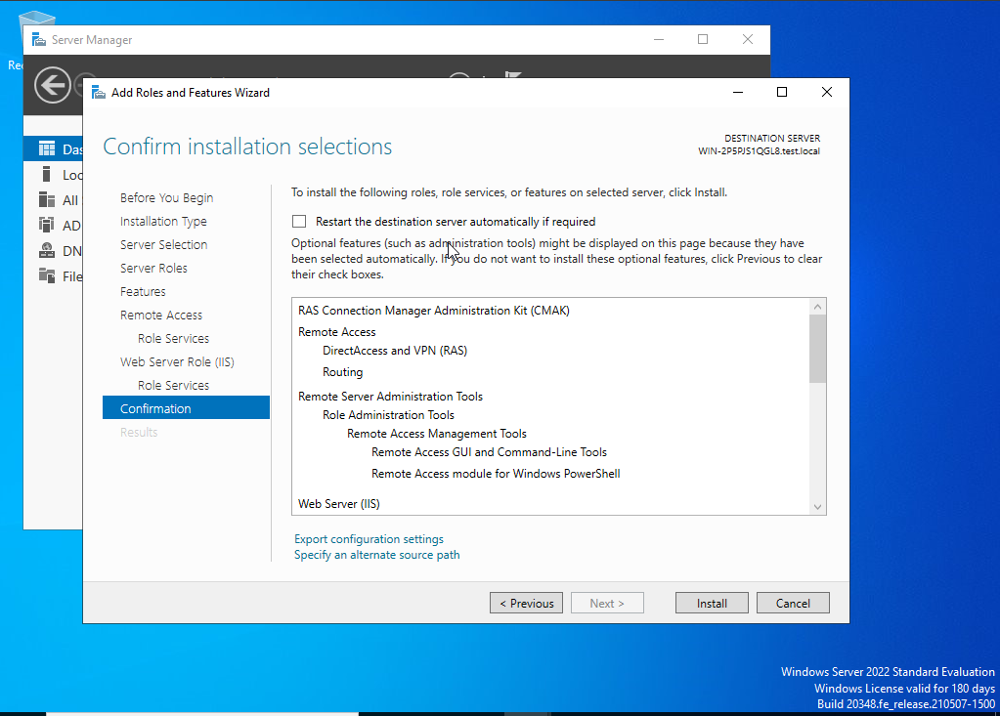 Server Manager
Add Roles and Features Wizard
Confirm installation selections
DESTINATION SERVER
WIN-2P5PJS1QGL8.test.local
Before You Begin
Installation Type
Server Selection
Server Roles
Features
Remote Access
Role Services
Web Server Role (IIS)
Role Services
Confirmation
Results
To install the following roles, role services, or features on selected server, click Install.
Restart the destination server automatically if required
Optional features (such as administration tools) might be displayed on this page because they have
been selected automatically. If you do not want to install these optional features, click Previous to clear
their check boxes.
RAS Connection Manager Administration Kit (CMAK)
Remote Access
DirectAccess and VPN (RAS)
Routing
Remote Server Administration Tools
Role Administration Tools
Remote Access Management Tools
Remote Access GUI and Command-Line Tools
Remote Access module for Windows PowerShell
Web Server (IIS)
Export configuration settings
Specify an alternate source path
< Previous
Next >
Install
Cancel
Rec
Das
Loc
All
AD
DN
File
Windows Server 2022 Standard Evaluation
Windows License valid for 180 days
Build 20348.fe_release.210507-1500